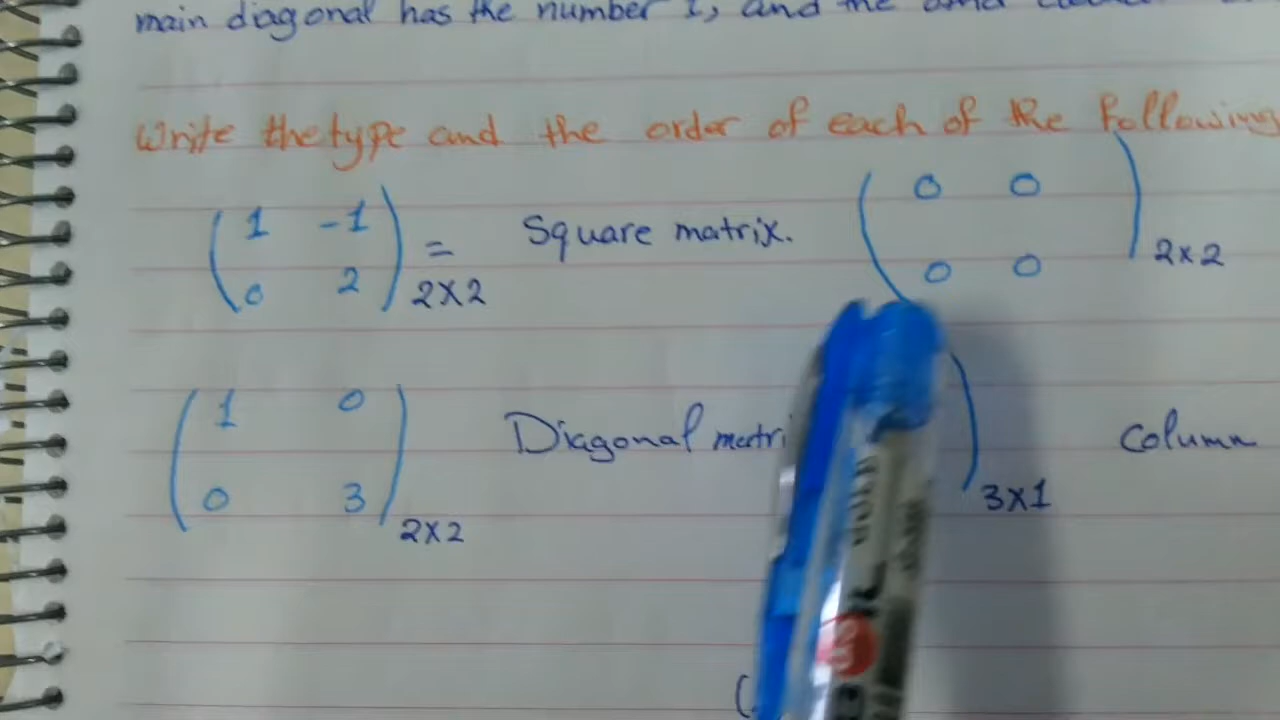 main diagonal has the number 1, and the
Write the type and the order of each of the following
( 1 -1
0 2 ) = 2x2 Square matrix.
( 0 0
0 0 ) 2x2
( 1 0
0 3 ) 2x2 Diagonal matri
) 3x1 Column
(